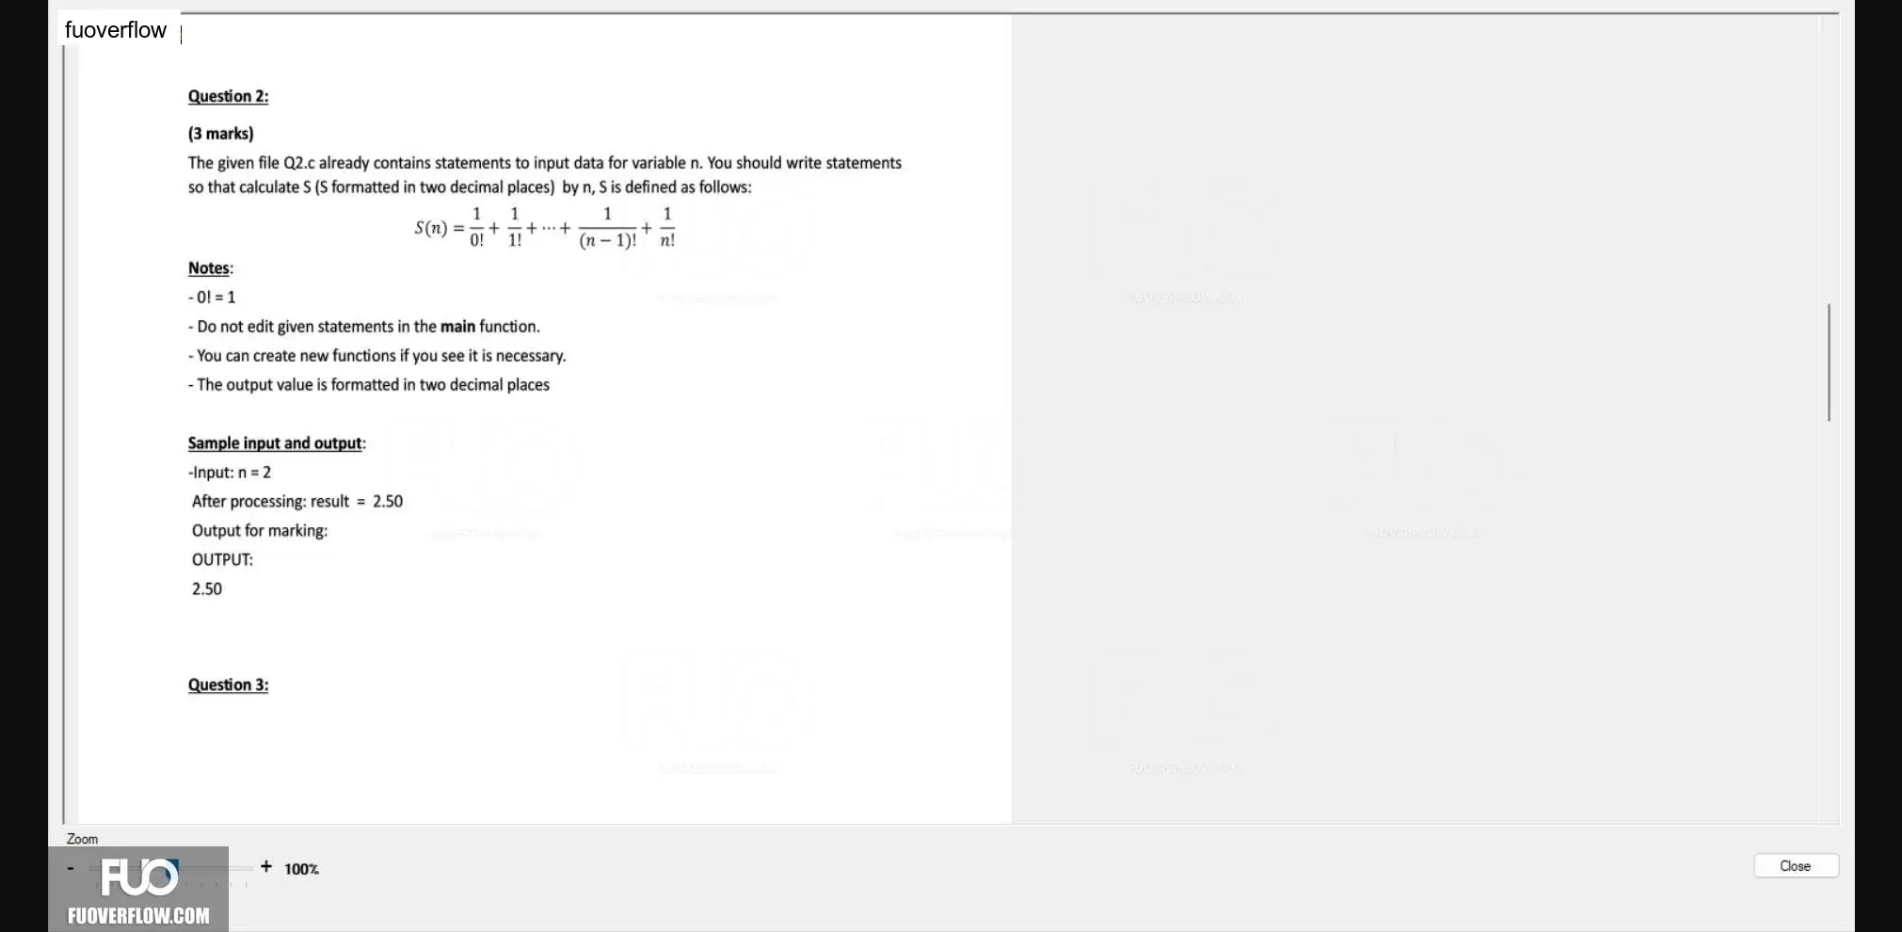 fuoverflow
Question 2:
(3 marks)
The given file Q2.c already contains statements to input data for variable n. You should write statements
so that calculate S (S formatted in two decimal places) by n, S is defined as follows:
S(n) = 1/0! + 1/1! + ··· + 1/(n − 1)! + 1/n!
Notes:
- 0! = 1
- Do not edit given statements in the main function.
- You can create new functions if you see it is necessary.
- The output value is formatted in two decimal places
Sample input and output:
-Input: n = 2
After processing: result = 2.50
Output for marking:
OUTPUT:
2.50
Question 3:
Zoom
- + 100%
Close
FUO
FUOVERFLOW.COM